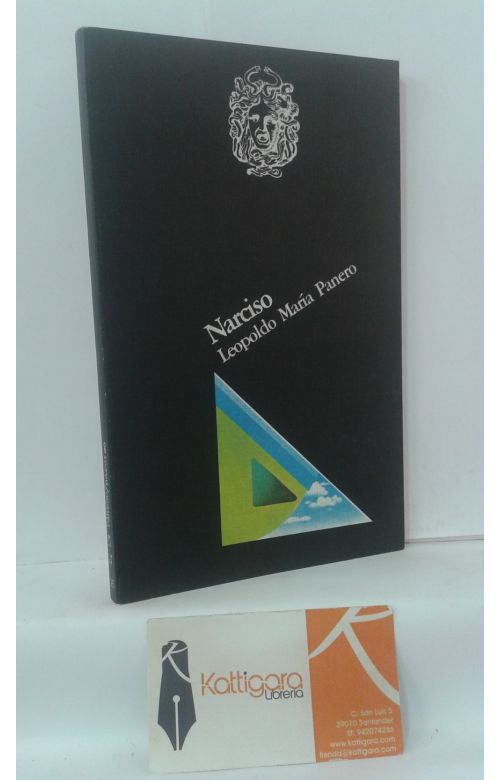 Narciso
Leopoldo María Panero
Kattigara
Librería
C/ San Luis 5
39010 Santander
tlf: 942074286
www.kattigara.com
tienda@kattigara.com